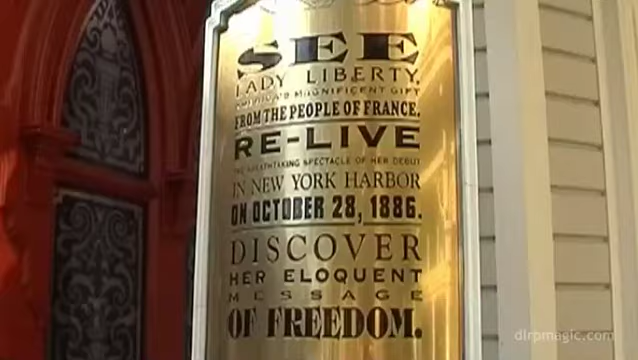 SEE
LADY LIBERTY,
AMERICA'S MAGNIFICENT GIFT
FROM THE PEOPLE OF FRANCE.
RE-LIVE
THE BREATHTAKING SPECTACLE OF HER DEBUT
IN NEW YORK HARBOR
ON OCTOBER 28, 1886.
DISCOVER
HER ELOQUENT
MESSAGE
OF FREEDOM.
dlrpmagic.com